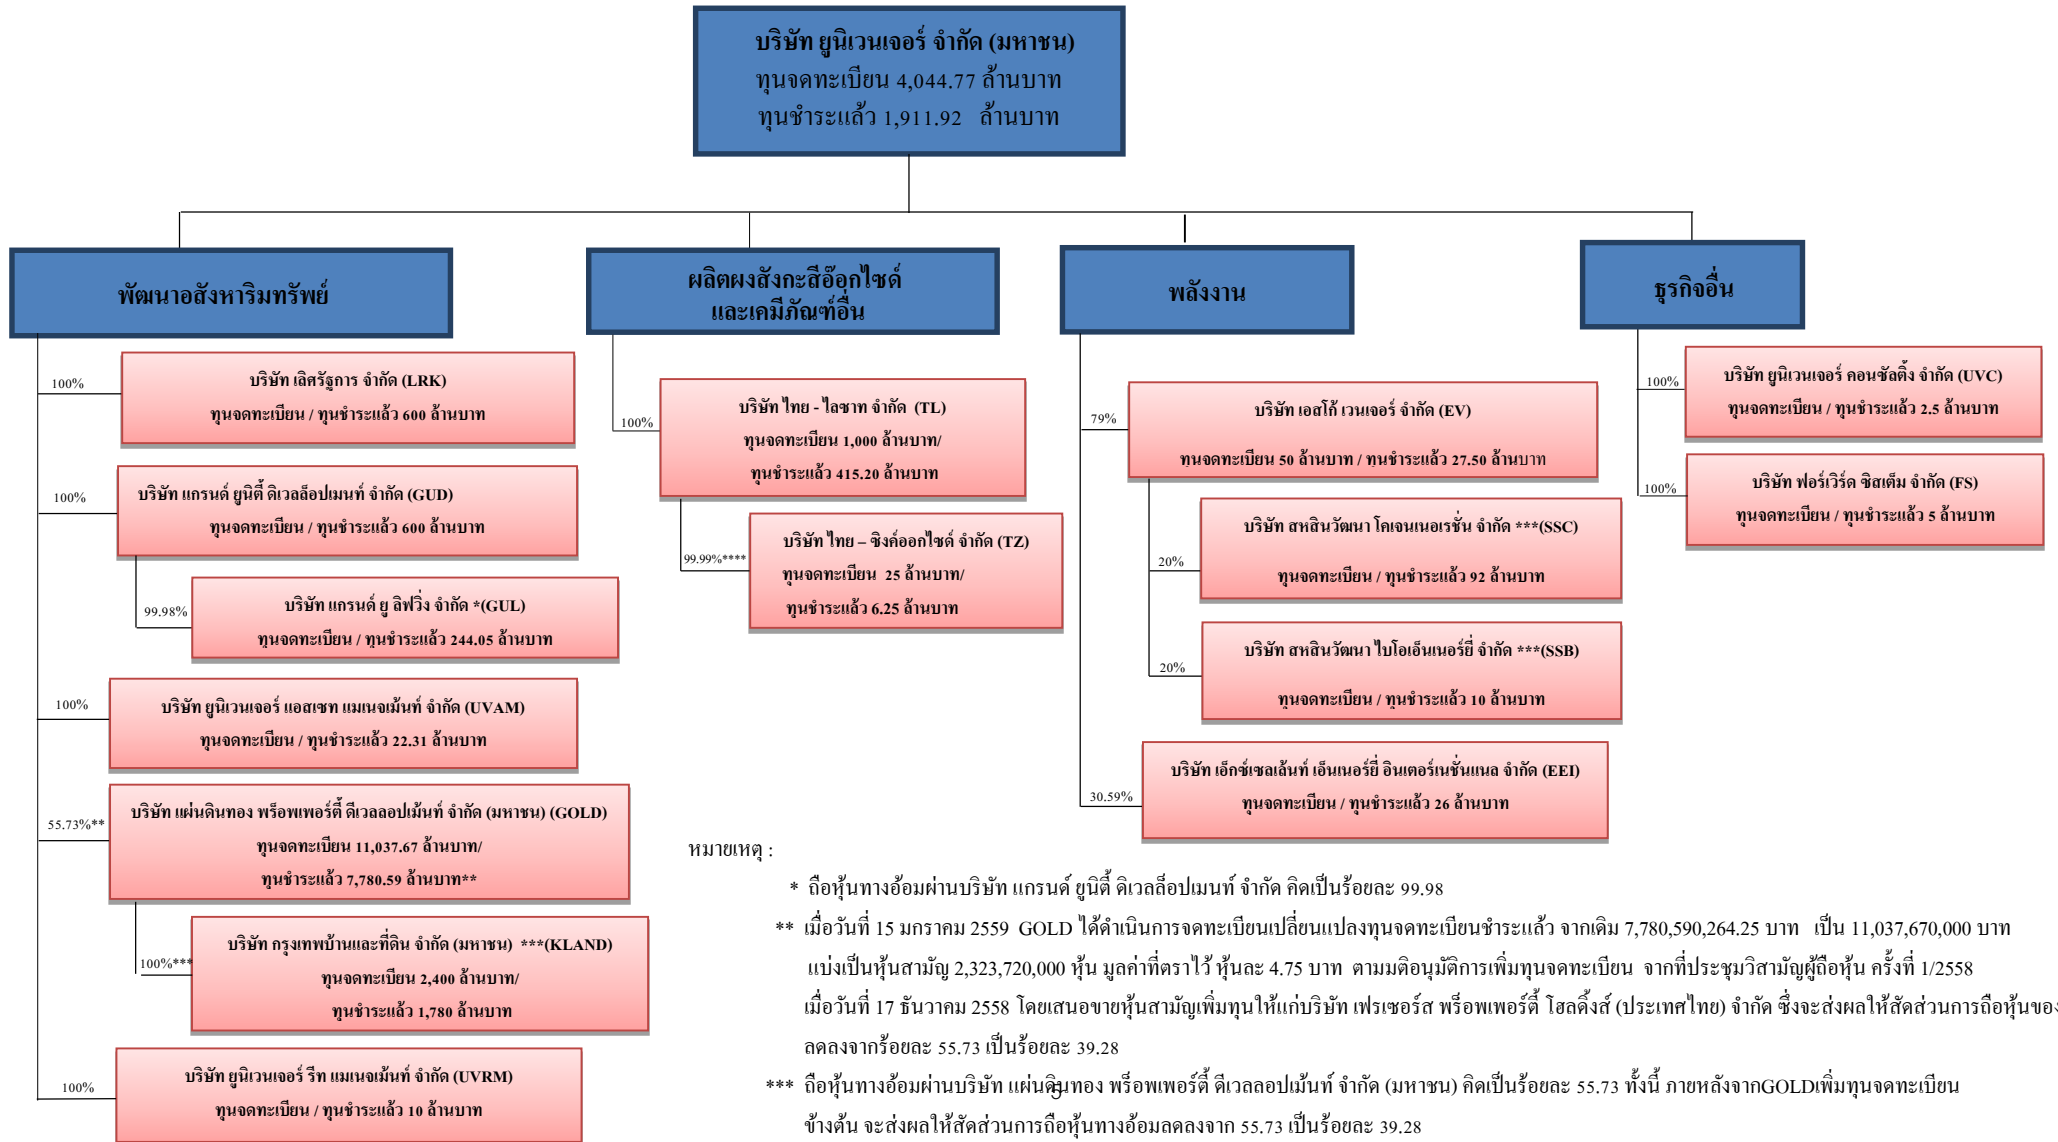 บริษัท ยูนิเวนเจอร์ จำกัด (มหาชน)
ทุนจดทะเบียน 4,044.77 ล้านบาท
ทุนชำระแล้ว 1,911.92 ล้านบาท
พัฒนาอสังหาริมทรัพย์
100%
บริษัท เลิศรัฐการ จำกัด (LRK)
ทุนจดทะเบียน / ทุนชำระแล้ว 600 ล้านบาท
100%
บริษัท แกรนด์ ยูนิตี้ ดิเวลล็อปเมนท์ จำกัด (GUD)
ทุนจดทะเบียน / ทุนชำระแล้ว 600 ล้านบาท
99.98%
บริษัท แกรนด์ ยู ลิฟวิ่ง จำกัด *(GUL)
ทุนจดทะเบียน / ทุนชำระแล้ว 244.05 ล้านบาท
100%
บริษัท ยูนิเวนเจอร์ แอสเซท แมเนจเม้นท์ จำกัด (UVAM)
ทุนจดทะเบียน / ทุนชำระแล้ว 22.31 ล้านบาท
55.73%**
บริษัท แผ่นดินทอง พร็อพเพอร์ตี้ ดีเวลลอปเม้นท์ จำกัด (มหาชน) (GOLD)
ทุนจดทะเบียน 11,037.67 ล้านบาท/
ทุนชำระแล้ว 7,780.59 ล้านบาท**
100%***
บริษัท กรุงเทพบ้านและที่ดิน จำกัด (มหาชน) ***(KLAND)
ทุนจดทะเบียน 2,400 ล้านบาท/
ทุนชำระแล้ว 1,780 ล้านบาท
100%
บริษัท ยูนิเวนเจอร์ รีท แมเนจเม้นท์ จำกัด (UVRM)
ทุนจดทะเบียน / ทุนชำระแล้ว 10 ล้านบาท
ผลิตผงสังกะสีอ๊อกไซด์
และเคมีภัณฑ์อื่น
100%
บริษัท ไทย - ไลซาท จำกัด (TL)
ทุนจดทะเบียน 1,000 ล้านบาท/
ทุนชำระแล้ว 415.20 ล้านบาท
99.99%****
บริษัท ไทย – ซิงค์ออกไซด์ จำกัด (TZ)
ทุนจดทะเบียน 25 ล้านบาท/
ทุนชำระแล้ว 6.25 ล้านบาท
พลังงาน
79%
บริษัท เอสโก้ เวนเจอร์ จำกัด (EV)
ทุนจดทะเบียน 50 ล้านบาท / ทุนชำระแล้ว 27.50 ล้านบาท
20%
บริษัท สหสินวัฒนา โคเจนเนอเรชั่น จำกัด ***(SSC)
ทุนจดทะเบียน / ทุนชำระแล้ว 92 ล้านบาท
20%
บริษัท สหสินวัฒนา ไบโอเอ็นเนอร์ยี่ จำกัด ***(SSB)
ทุนจดทะเบียน / ทุนชำระแล้ว 10 ล้านบาท
30.59%
บริษัท เอ็กซ์เซลเล้นท์ เอ็นเนอร์ยี่ อินเตอร์เนชั่นแนล จำกัด (EEI)
ทุนจดทะเบียน / ทุนชำระแล้ว 26 ล้านบาท
ธุรกิจอื่น
100%
บริษัท ยูนิเวนเจอร์ คอนซัลติ้ง จำกัด (UVC)
ทุนจดทะเบียน / ทุนชำระแล้ว 2.5 ล้านบาท
100%
บริษัท ฟอร์เวิร์ด ซิสเต็ม จำกัด (FS)
ทุนจดทะเบียน / ทุนชำระแล้ว 5 ล้านบาท
หมายเหตุ :
* ถือหุ้นทางอ้อมผ่านบริษัท แกรนด์ ยูนิตี้ ดิเวลล็อปเมนท์ จำกัด คิดเป็นร้อยละ 99.98
** เมื่อวันที่ 15 มกราคม 2559 GOLD ได้ดำเนินการจดทะเบียนเปลี่ยนแปลงทุนจดทะเบียนชำระแล้ว จากเดิม 7,780,590,264.25 บาท เป็น 11,037,670,000 บาท
แบ่งเป็นหุ้นสามัญ 2,323,720,000 หุ้น มูลค่าที่ตราไว้ หุ้นละ 4.75 บาท ตามมติอนุมัติการเพิ่มทุนจดทะเบียน จากที่ประชุมวิสามัญผู้ถือหุ้น ครั้งที่ 1/2558
เมื่อวันที่ 17 ธันวาคม 2558 โดยเสนอขายหุ้นสามัญเพิ่มทุนให้แก่บริษัท เฟรเซอร์ส พร็อพเพอร์ตี้ โฮลดิ้งส์ (ประเทศไทย) จำกัด ซึ่งจะส่งผลให้สัดส่วนการถือหุ้นของ
ลดลงจากร้อยละ 55.73 เป็นร้อยละ 39.28
*** ถือหุ้นทางอ้อมผ่านบริษัท แผ่นดินทอง พร็อพเพอร์ตี้ ดีเวลลอปเม้นท์ จำกัด (มหาชน) คิดเป็นร้อยละ 55.73 ทั้งนี้ ภายหลังจากGOLDเพิ่มทุนจดทะเบียน
ข้างต้น จะส่งผลให้สัดส่วนการถือหุ้นทางอ้อมลดลงจาก 55.73 เป็นร้อยละ 39.28
5